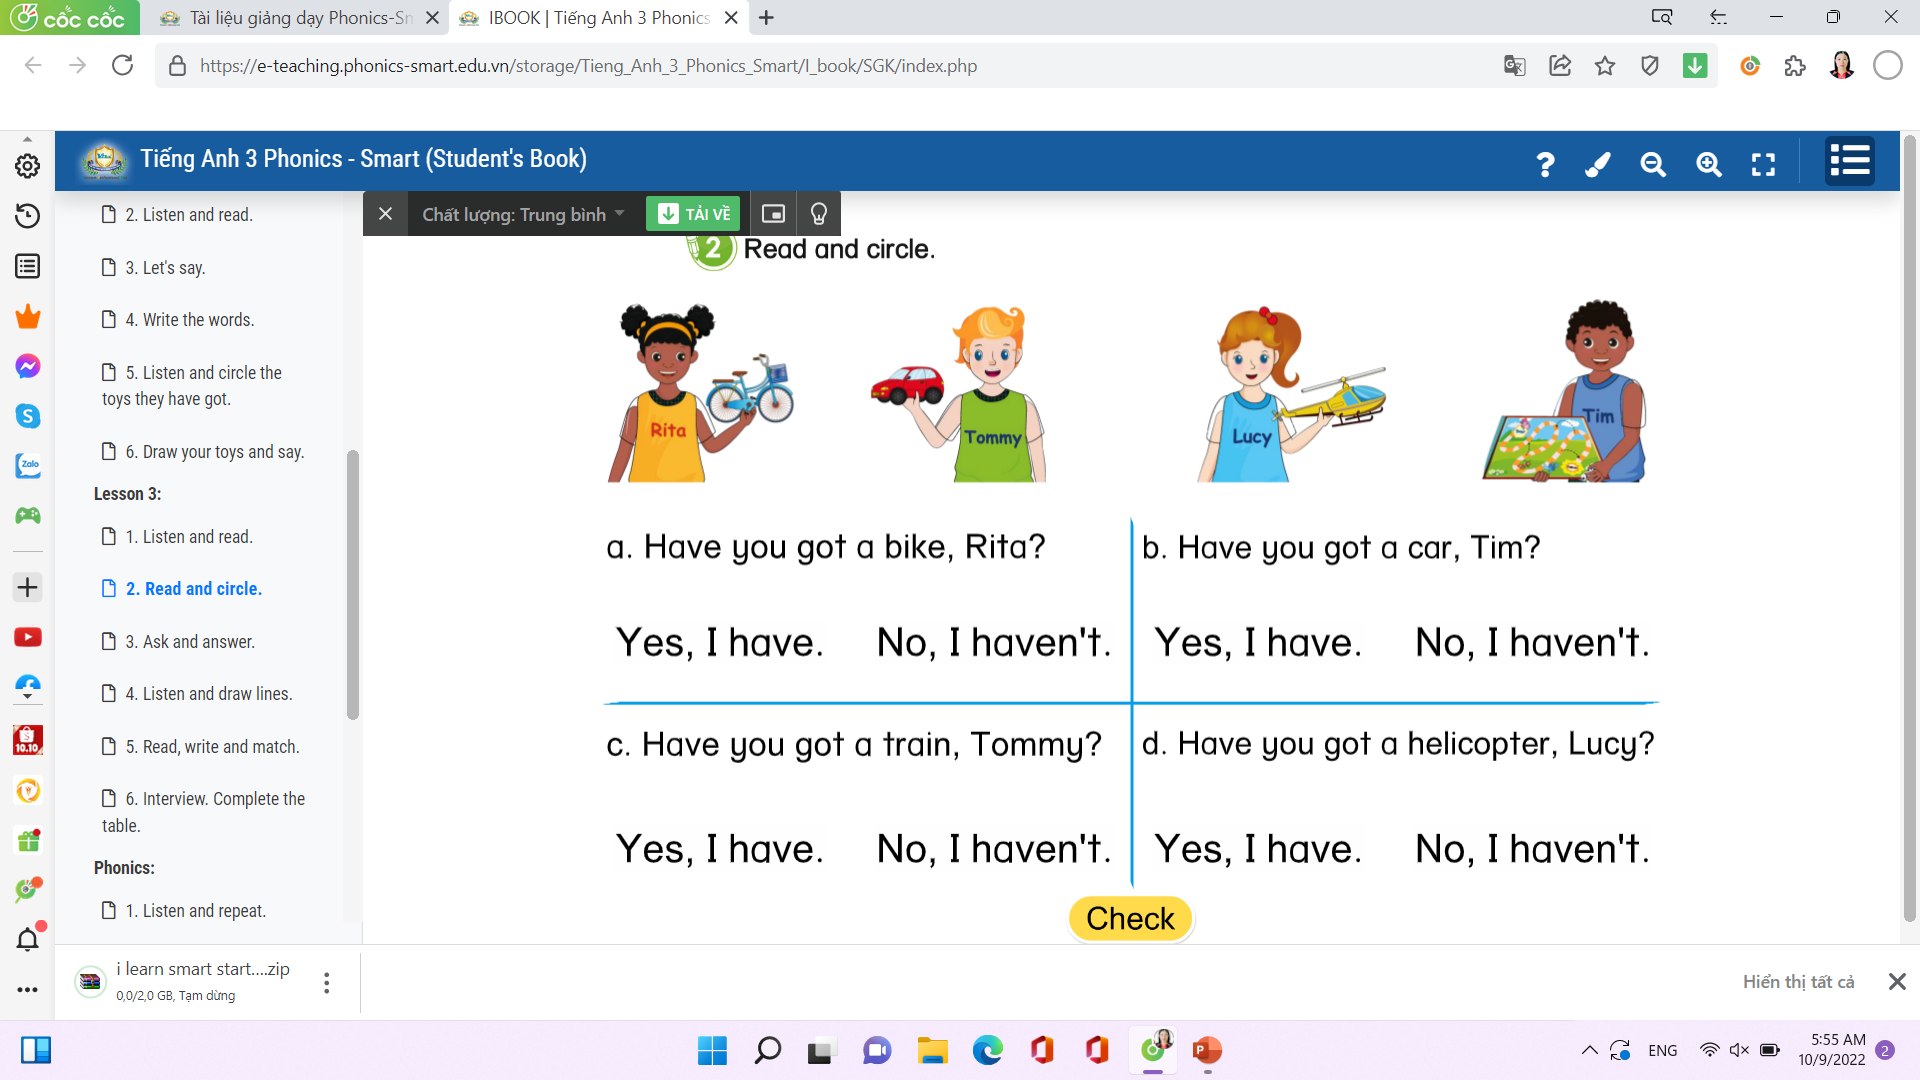 cốc cốc
Tài liệu giảng dạy Phonics-Sm
IBOOK | Tiếng Anh 3 Phonics
https://e-teaching.phonics-smart.edu.vn/storage/Tieng_Anh_3_Phonics_Smart/I_book/SGK/index.php
Tiếng Anh 3 Phonics - Smart (Student's Book)
Chất lượng: Trung bình
TẢI VỀ
2. Listen and read.
3. Let's say.
4. Write the words.
5. Listen and circle the
toys they have got.
6. Draw your toys and say.
Lesson 3:
1. Listen and read.
2. Read and circle.
3. Ask and answer.
4. Listen and draw lines.
5. Read, write and match.
6. Interview. Complete the
table.
Phonics:
1. Listen and repeat.
Zalo
10.10
2 Read and circle.
Rita
Tommy
Lucy
Tim
a. Have you got a bike, Rita?
Yes, I have. No, I haven't.
b. Have you got a car, Tim?
Yes, I have. No, I haven't.
c. Have you got a train, Tommy?
Yes, I have. No, I haven't.
d. Have you got a helicopter, Lucy?
Yes, I have. No, I haven't.
Check
i learn smart start....zip
0,0/2,0 GB, Tạm dừng
Hiển thị tất cả
ENG
5:55 AM
10/9/2022
2